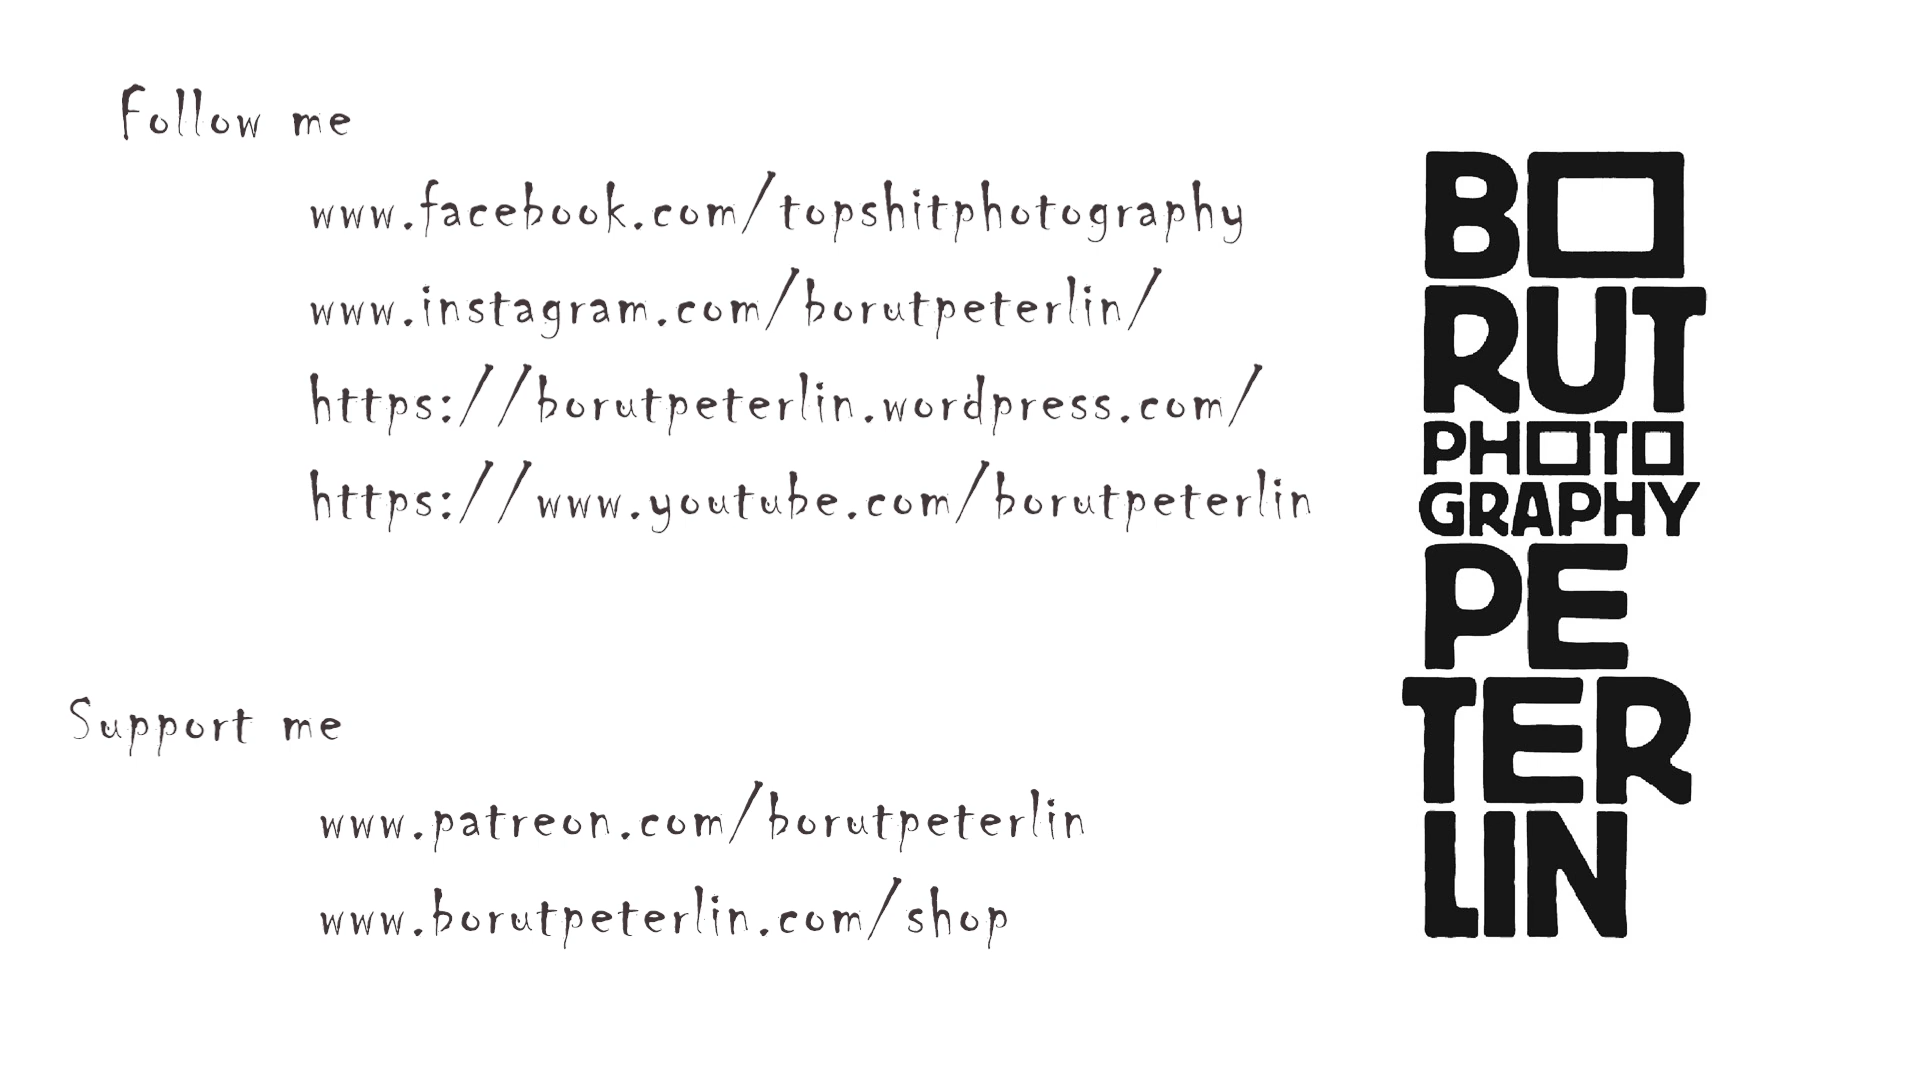 Follow me
www.facebook.com/topshitphotography
www.instagram.com/borutpeterlin/
https://borutpeterlin.wordpress.com/
https://www.youtube.com/borutpeterlin
Support me
www.patreon.com/borutpeterlin
www.borutpeterlin.com/shop
BO
RUT
PHOTO
GRAPHY
PE
TER
LIN